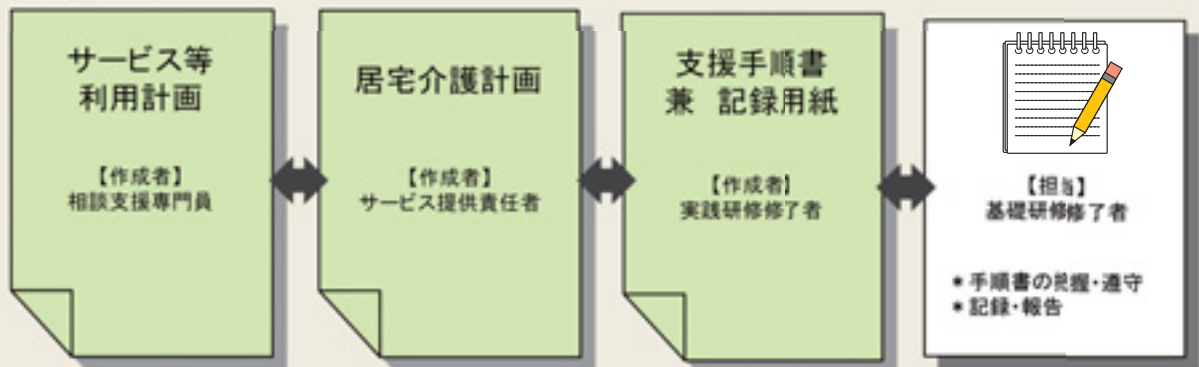 サービス等
利用計画
【作成者】
相談支援専門員
居宅介護計画
【作成者】
サービス提供責任者
支援手順書
兼　記録用紙
【作成者】
実践研修修了者
【担当】
基礎研修修了者
＊手順書の把握・遵守
＊記録・報告